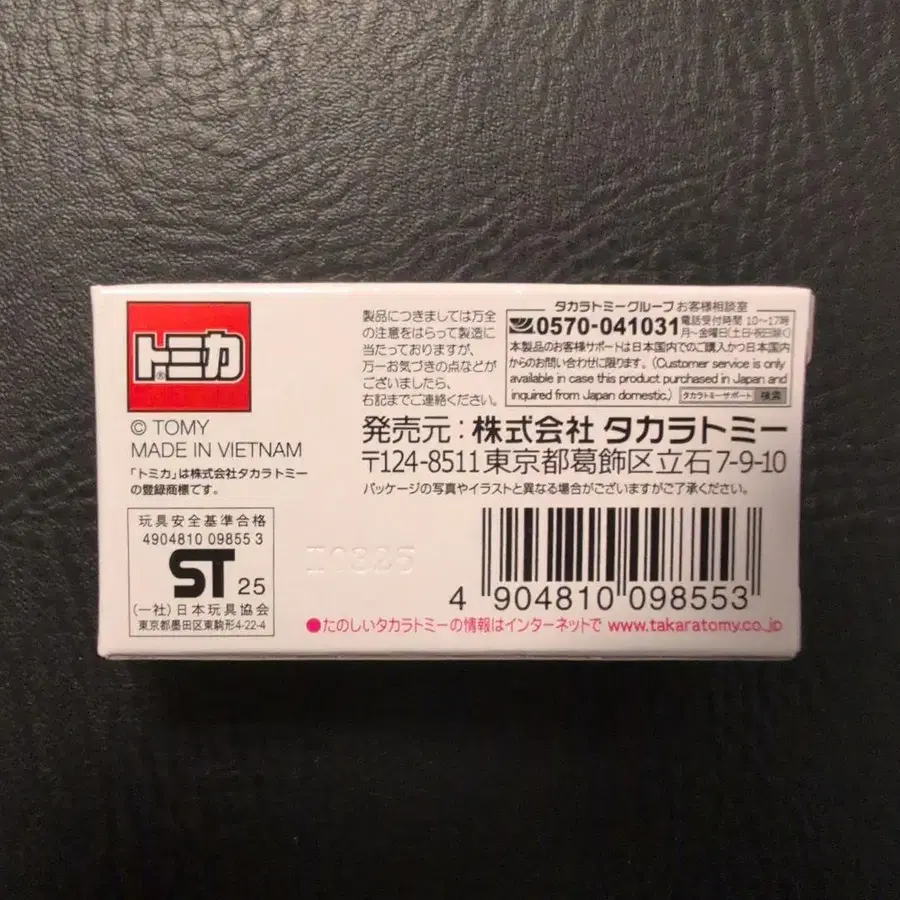 トミカ®
© TOMY
MADE IN VIETNAM
「トミカ」は株式会社タカラトミー
の登録商標です。
玩具安全基準合格
4904810 09855 3
ST 25
(一社)日本玩具協会
東京都墨田区東駒形4-22-4
製品につきましては万全
の注意をはらって製造に
当たっておりますが、
万一お気づきの点などが
ございましたら、
右記までご連絡ください。
タカラトミーグループお客様相談室
0570-041031 電話受付時間 10〜17時
月〜金曜日(土日・祝日除く)
本製品のお客様サポートは日本国内でのご購入かつ日本国内
からのお問い合わせに限ります。(Customer service is only
available in case this product purchased in Japan and
inquired from Japan domestic.) タカラトミーサポート 検索
発売元:株式会社 タカラトミー
〒124-8511 東京都葛飾区立石7-9-10
パッケージの写真やイラストと異なる場合がございますがご了承ください。
4 904810 098553
●たのしいタカラトミーの情報はインターネットで www.takaratomy.co.jp